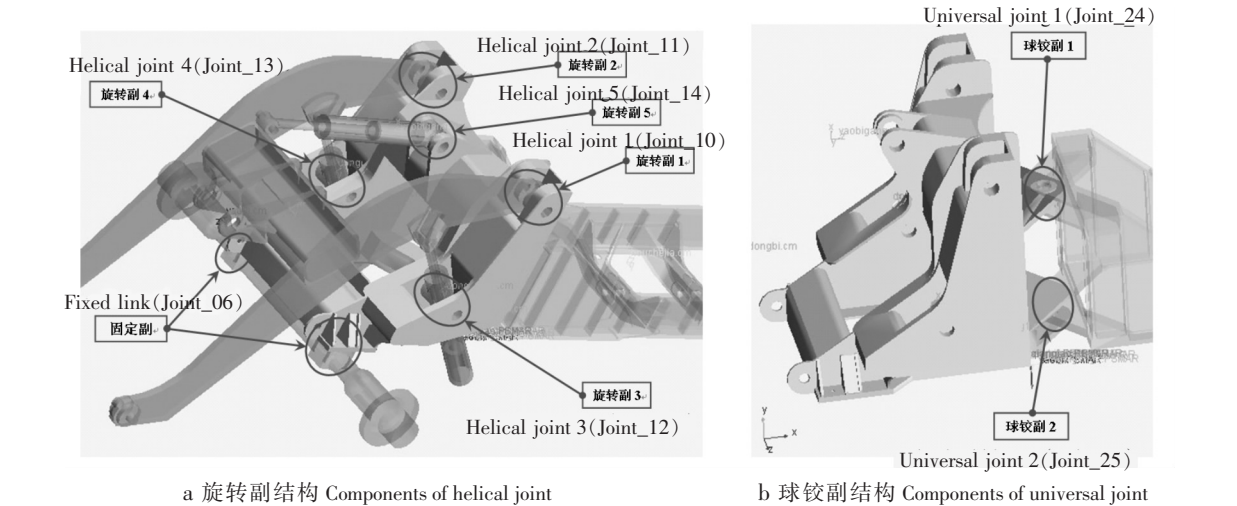 Universal joint 1(Joint_24)
球铰副 1
Helical joint 2(Joint_11)
旋转副 2
Helical joint 4(Joint_13)
旋转副 4
Helical joint 5(Joint_14)
旋转副 5
Helical joint 1(Joint_10)
旋转副 1
yaobigan
dongbi.cm
Fixed link(Joint_06)
固定副
旋转副 3
Helical joint 3(Joint_12)
球铰副 2
Universal joint 2(Joint_25)
y
x
z
a 旋转副结构 Components of helical joint
b 球铰副结构 Components of universal joint